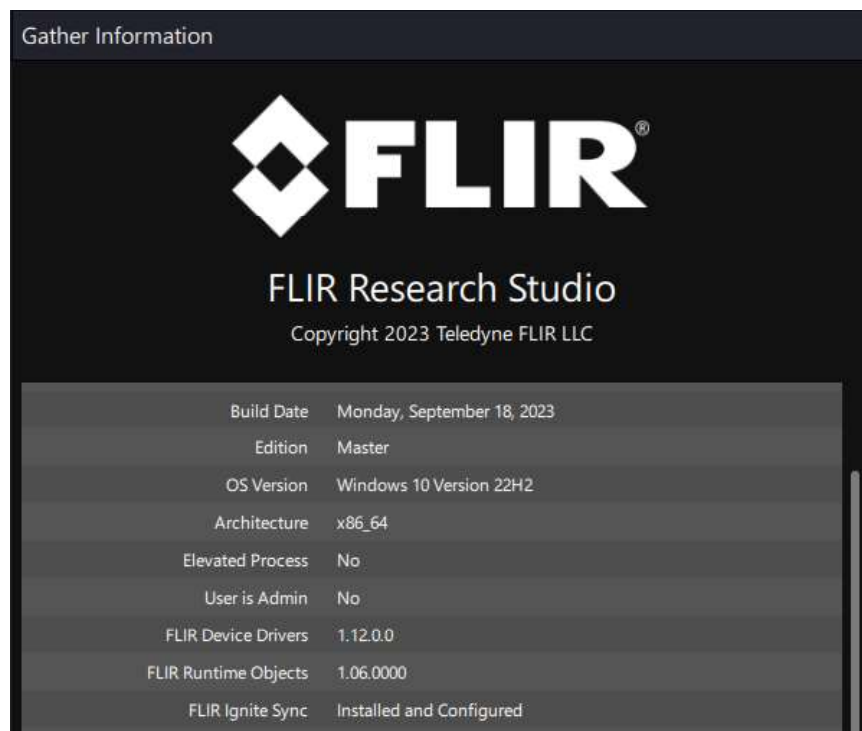 Gather Information
FLIR®
FLIR Research Studio
Copyright 2023 Teledyne FLIR LLC
Build Date Monday, September 18, 2023
Edition Master
OS Version Windows 10 Version 22H2
Architecture x86_64
Elevated Process No
User is Admin No
FLIR Device Drivers 1.12.0.0
FLIR Runtime Objects 1.06.0000
FLIR Ignite Sync Installed and Configured